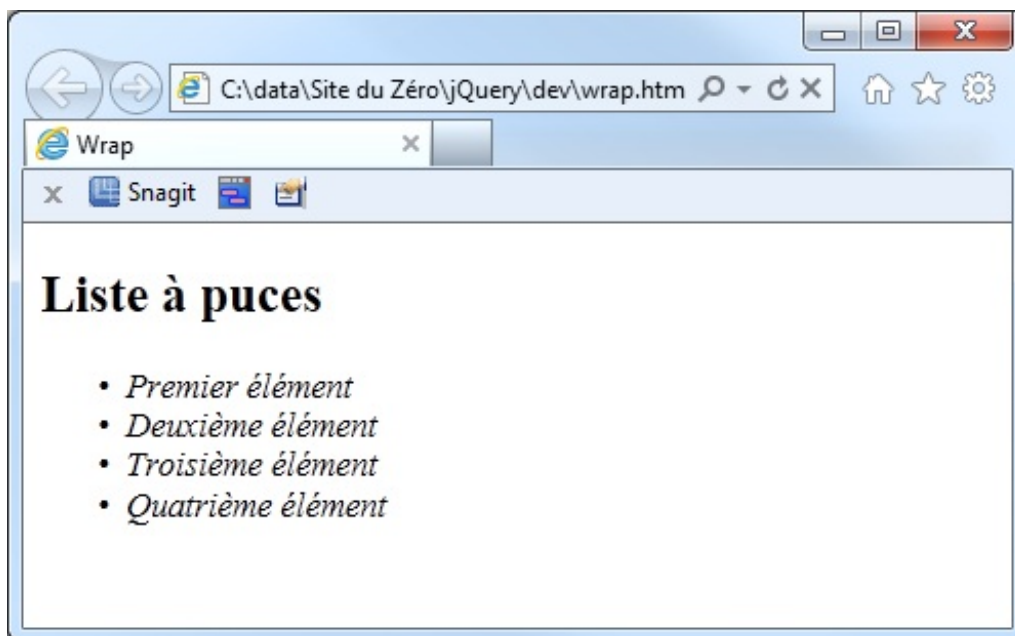 C:\data\Site du Zéro\jQuery\dev\wrap.htm
Wrap
Snagit
Liste à puces
• Premier élément
• Deuxième élément
• Troisième élément
• Quatrième élément